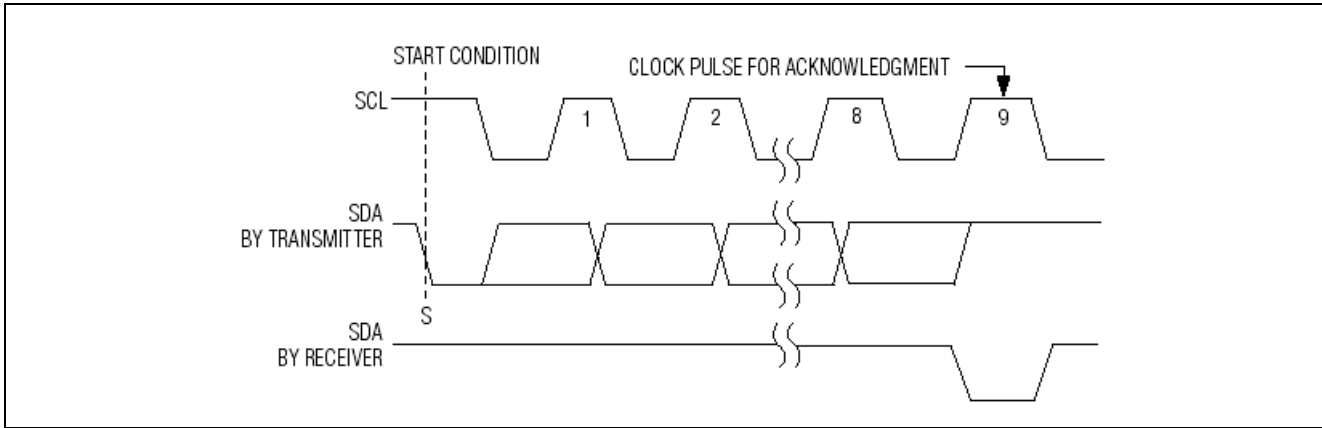 START CONDITION
CLOCK PULSE FOR ACKNOWLEDGMENT
SCL
1
2
8
9
SDA
BY TRANSMITTER
S
SDA
BY RECEIVER